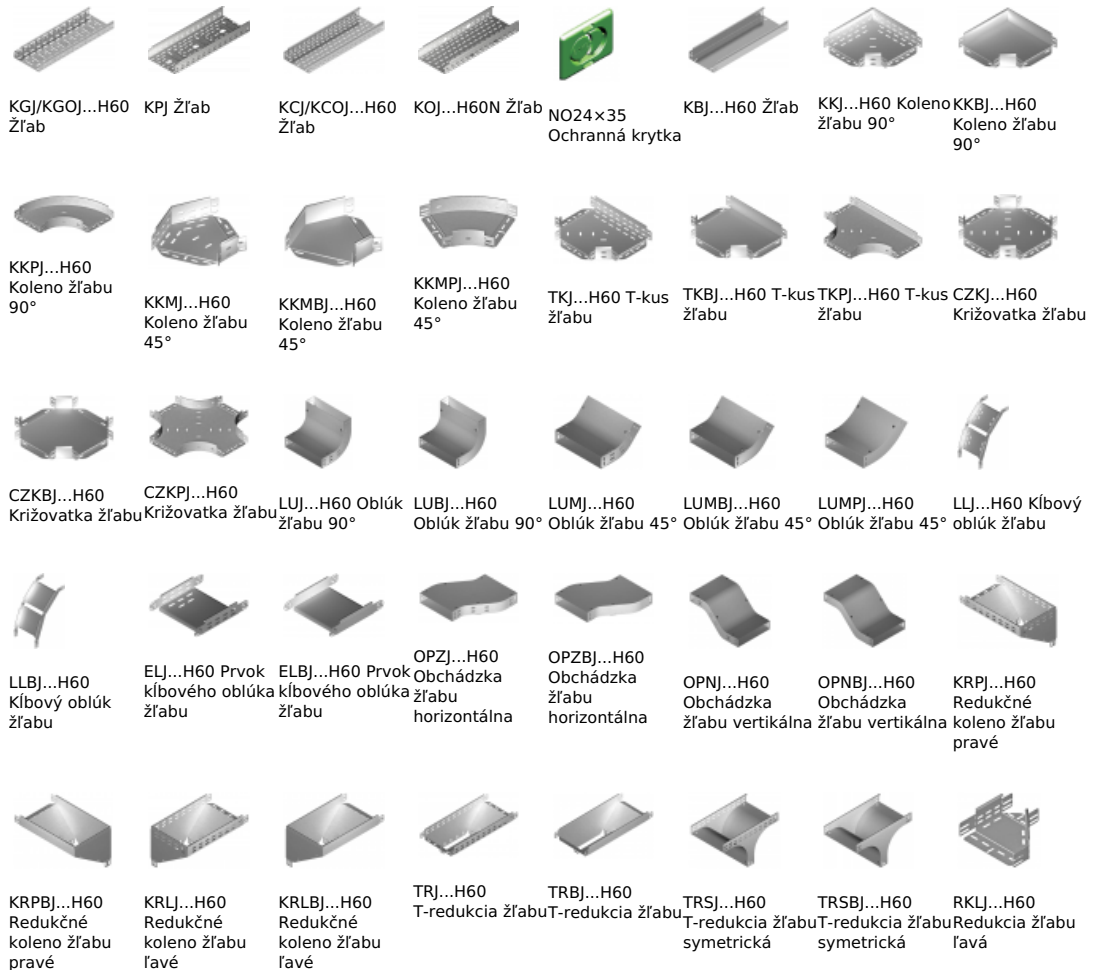 KGJ/KGOJ...H60
Žľab
KPJ Žľab
KCJ/KCOJ...H60
Žľab
KOJ...H60N Žľab
NO24×35
Ochranná krytka
KBJ...H60 Žľab
KKJ...H60 Koleno
žľabu 90°
KKBJ...H60
Koleno žľabu
90°
KKPJ...H60
Koleno žľabu
90°
KKMJ...H60
Koleno žľabu
45°
KKMBJ...H60
Koleno žľabu
45°
KKMPJ...H60
Koleno žľabu
45°
TKJ...H60 T-kus
žľabu
TKBJ...H60 T-kus
žľabu
TKPJ...H60 T-kus
žľabu
CZKJ...H60
Križovatka žľabu
CZKBJ...H60
Križovatka žľabu
CZKPJ...H60
Križovatka žľabu
LUJ...H60 Oblúk
žľabu 90°
LUBJ...H60
Oblúk žľabu 90°
LUMJ...H60
Oblúk žľabu 45°
LUMBJ...H60
Oblúk žľabu 45°
LUMPJ...H60
Oblúk žľabu 45°
LLJ...H60 Kĺbový
oblúk žľabu
LLBJ...H60
Kĺbový oblúk
žľabu
ELJ...H60 Prvok
kĺbového oblúka
žľabu
ELBJ...H60 Prvok
kĺbového oblúka
žľabu
OPZJ...H60
Obchádzka
žľabu
horizontálna
OPZBJ...H60
Obchádzka
žľabu
horizontálna
OPNJ...H60
Obchádzka
žľabu vertikálna
OPNBJ...H60
Obchádzka
žľabu vertikálna
KRPJ...H60
Redukčné
koleno žľabu
pravé
KRPBJ...H60
Redukčné
koleno žľabu
pravé
KRLJ...H60
Redukčné
koleno žľabu
ľavé
KRLBJ...H60
Redukčné
koleno žľabu
ľavé
TRJ...H60
T-redukcia žľabu
TRBJ...H60
T-redukcia žľabu
TRSJ...H60
T-redukcia žľabu
symetrická
TRSBJ...H60
T-redukcia žľabu
symetrická
RKLJ...H60
Redukcia žľabu
ľavá